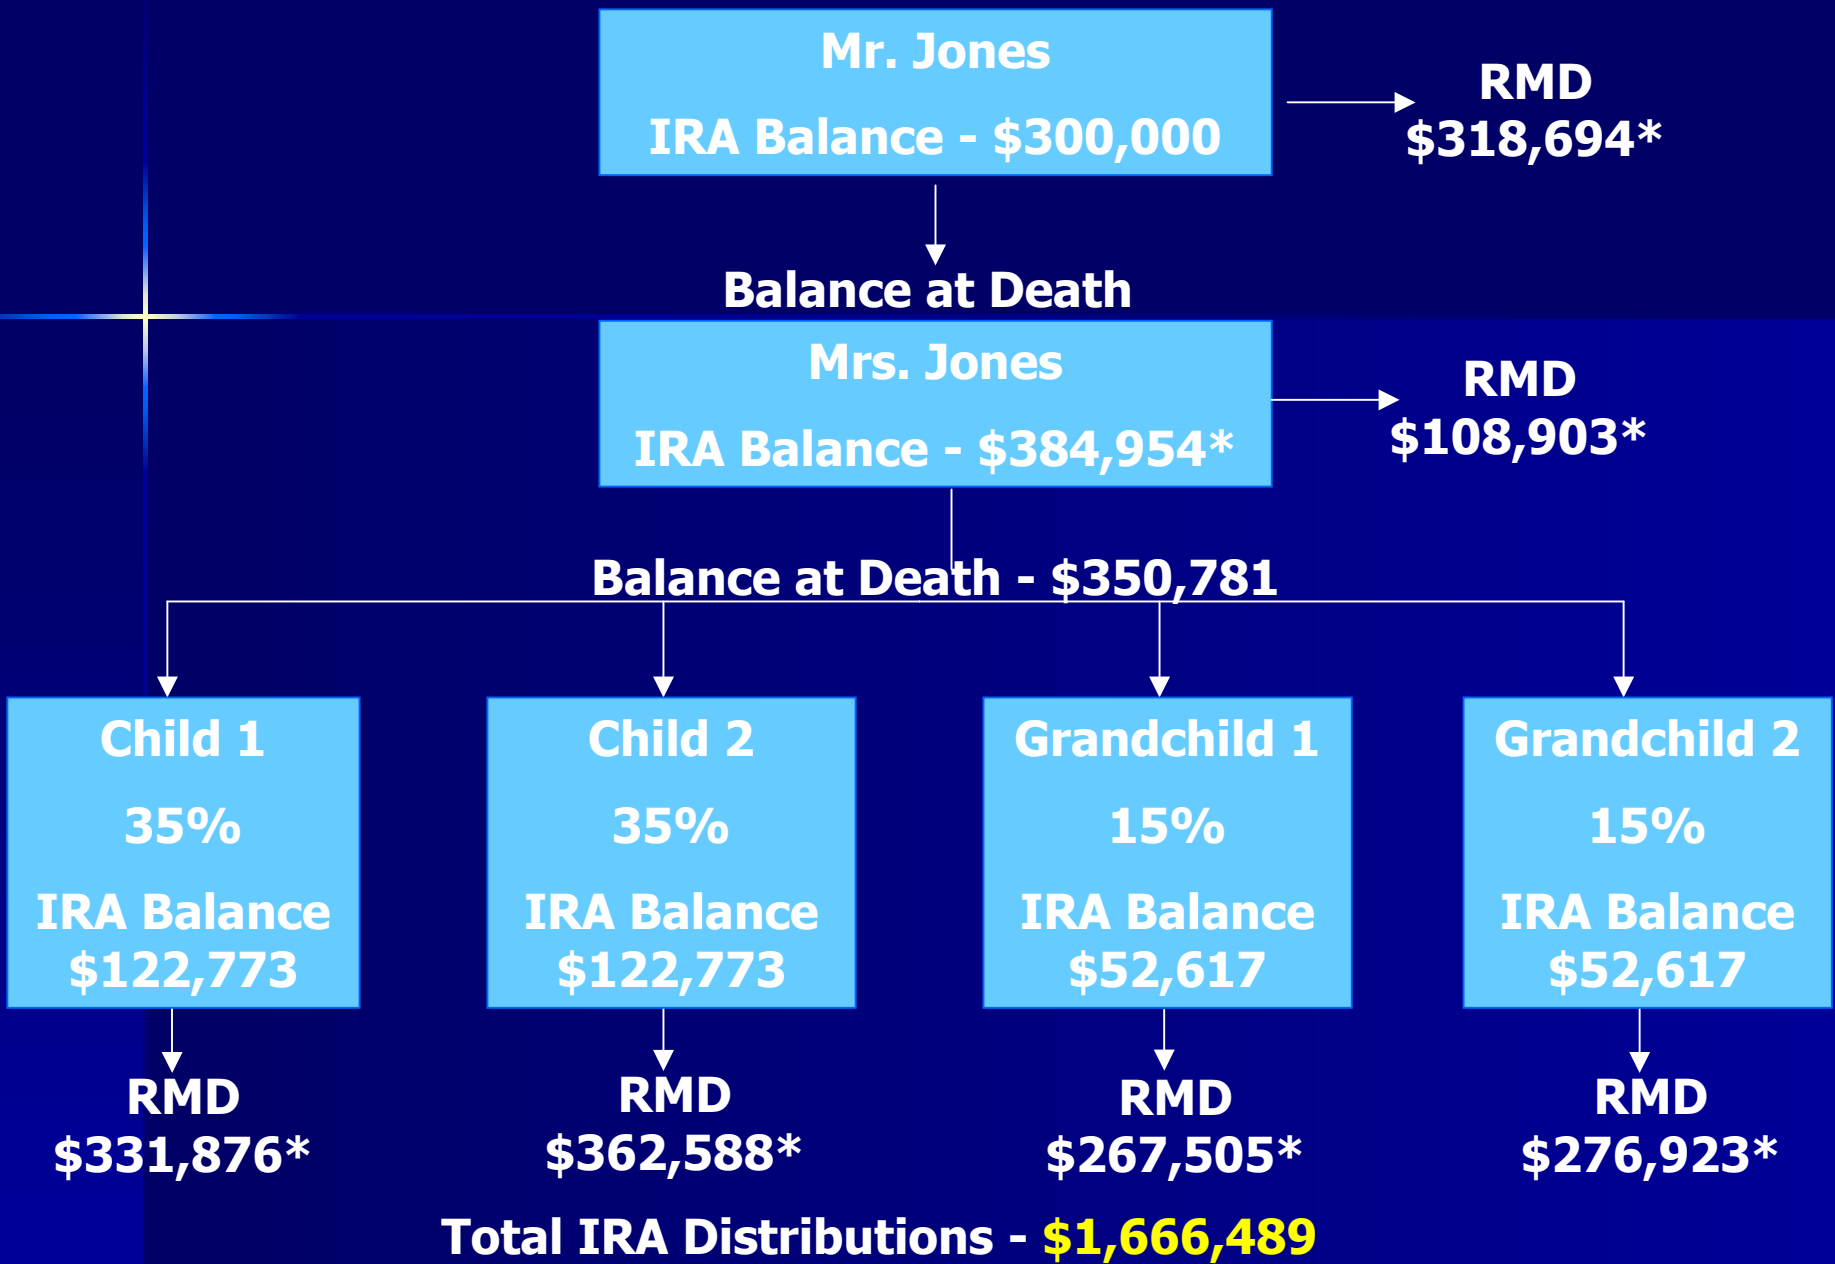 Mr. Jones
IRA Balance - $300,000
RMD
$318,694*
Balance at Death
Mrs. Jones
IRA Balance - $384,954*
RMD
$108,903*
Balance at Death - $350,781
Child 1
35%
IRA Balance
$122,773
Child 2
35%
IRA Balance
$122,773
Grandchild 1
15%
IRA Balance
$52,617
Grandchild 2
15%
IRA Balance
$52,617
RMD
$331,876*
RMD
$362,588*
RMD
$267,505*
RMD
$276,923*
Total IRA Distributions - $1,666,489